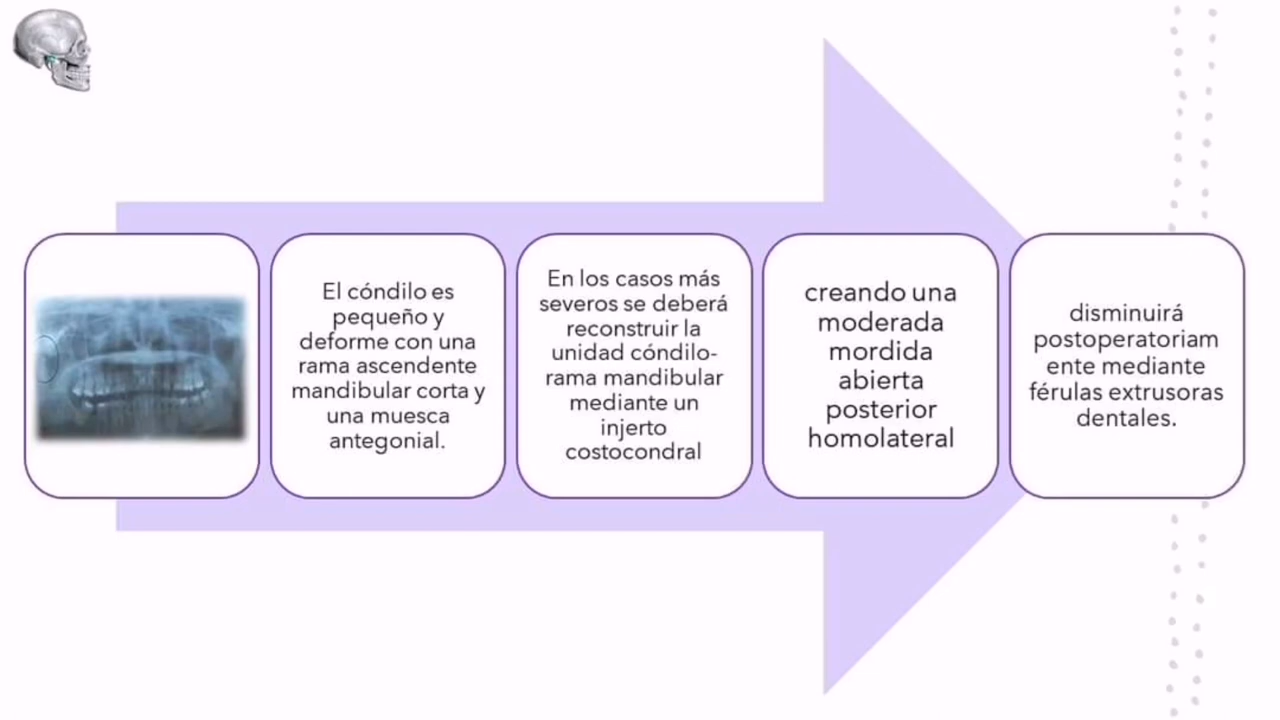 El cóndilo es
pequeño y
deforme con una
rama ascendente
mandibular corta y
una muesca
antegonial.
En los casos más
severos se deberá
reconstruir la
unidad cóndilo-
rama mandibular
mediante un
injerto
costocondral
creando una
moderada
mordida
abierta
posterior
homolateral
disminuirá
postoperatoriam
ente mediante
férulas extrusoras
dentales.